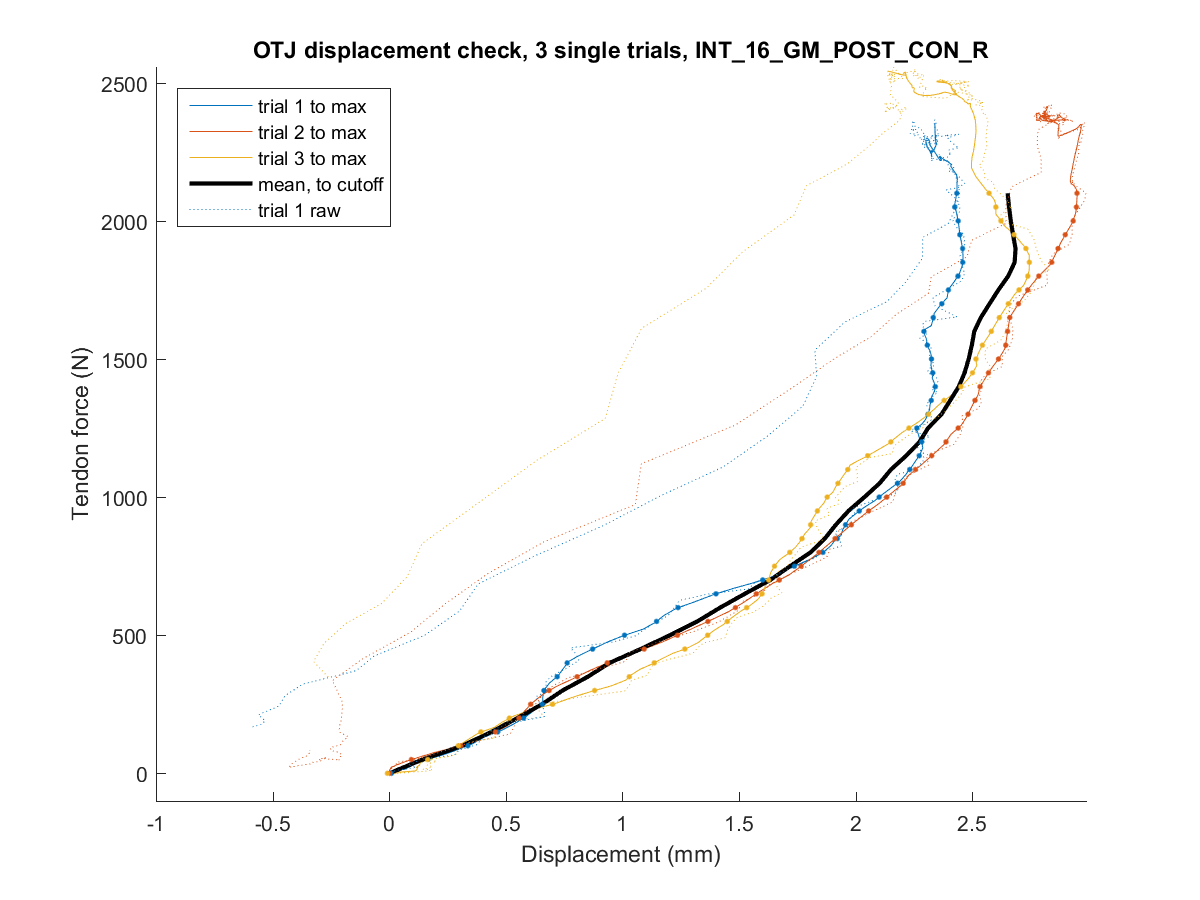 OTJ displacement check, 3 single trials, INT_16_GM_POST_CON_R
2500
2000
1500
1000
500
0
Tendon force (N)
trial 1 to max
trial 2 to max
trial 3 to max
mean, to cutoff
trial 1 raw
-1
-0.5
0
0.5
1
1.5
2
2.5
Displacement (mm)